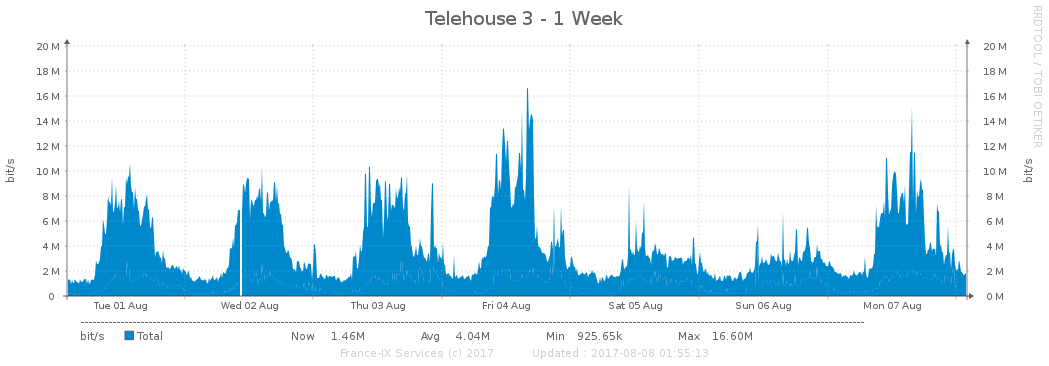 Telehouse 3 - 1 Week
RRDTOOL / TOBI OETIKER
20 M 20 M
18 M 18 M
16 M 16 M
14 M 14 M
12 M 12 M
10 M 10 M
8 M 8 M
6 M 6 M
4 M 4 M
2 M 2 M
0 0 M
bit/s bit/s
Tue 01 Aug Wed 02 Aug Thu 03 Aug Fri 04 Aug Sat 05 Aug Sun 06 Aug Mon 07 Aug
bit/s Total Now 1.46M Avg 4.04M Min 925.65k Max 16.60M
France-IX Services (c) 2017 Updated : 2017-08-08 01:55:13